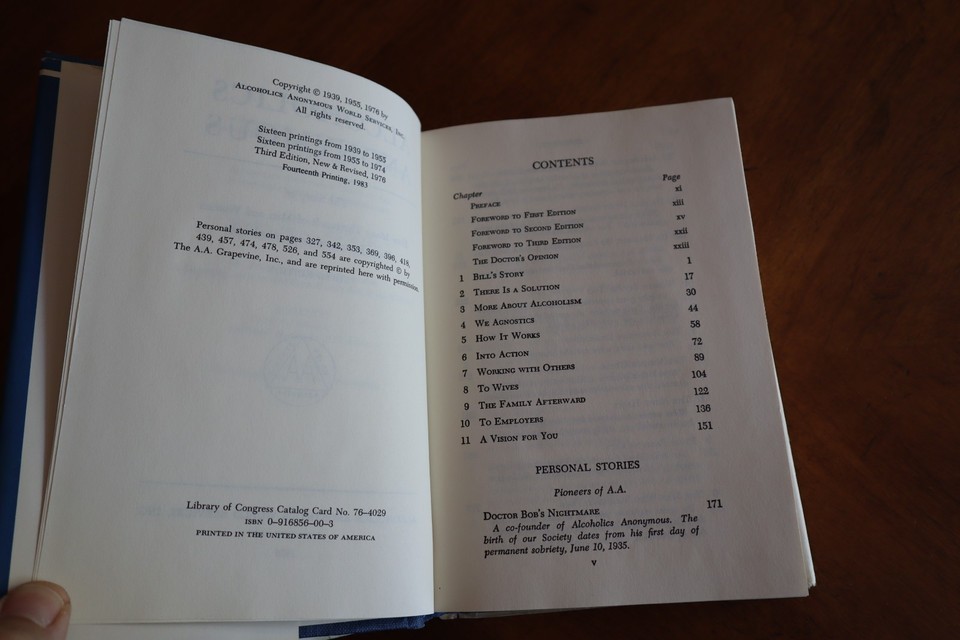 Copyright © 1939, 1955, 1976 by
Alcoholics Anonymous World Services, Inc.
All rights reserved.
Sixteen printings from 1939 to 1955
Sixteen printings from 1955 to 1974
Third Edition, New & Revised, 1976
Fourteenth Printing, 1983
Personal stories on pages 327, 342, 353, 369, 396, 418,
439, 457, 474, 478, 526, and 554 are copyrighted © by
The A.A. Grapevine, Inc., and are reprinted here with permission.
Library of Congress Catalog Card No. 76–4029
ISBN 0–916856–00–3
PRINTED IN THE UNITED STATES OF AMERICA
CONTENTS
Chapter Page
Preface xi
Foreword to First Edition xiii
Foreword to Second Edition xv
Foreword to Third Edition xxii
The Doctor's Opinion xxiii
1 Bill's Story 1
2 There Is a Solution 17
3 More About Alcoholism 30
4 We Agnostics 44
5 How It Works 58
6 Into Action 72
7 Working with Others 89
8 To Wives 104
9 The Family Afterward 122
10 To Employers 136
11 A Vision for You 151
PERSONAL STORIES
Pioneers of A.A.
Doctor Bob's Nightmare 171
A co-founder of Alcoholics Anonymous. The
birth of our Society dates from his first day of
permanent sobriety, June 10, 1935.
v